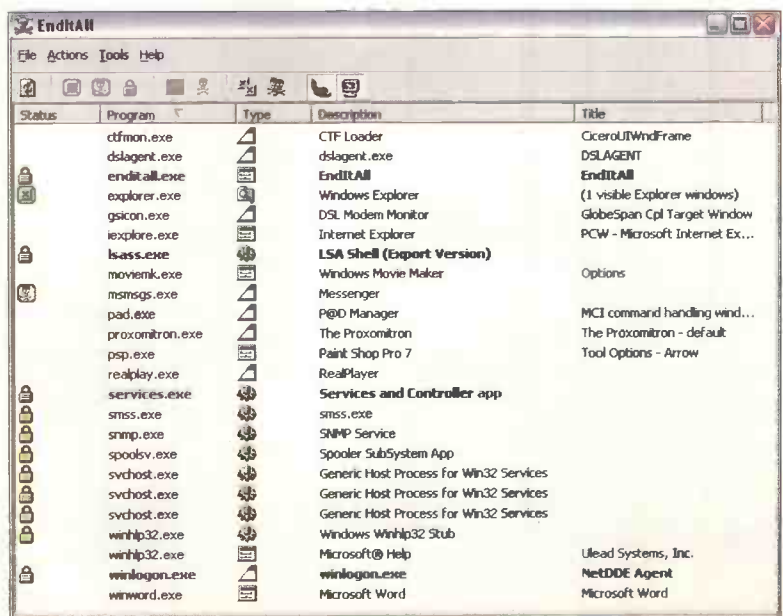 EndItAll
File Actions Tools Help
Status Program Type Description Title
ctfmon.exe CTF Loader CiceroUIWndFrame
dslagent.exe dslagent.exe DSLAGENT
enditall.exe EndItAll EndItAll
explorer.exe Windows Explorer (1 visible Explorer windows)
gsicon.exe DSL Modem Monitor GlobeSpan Cpl Target Window
iexplore.exe Internet Explorer PCW - Microsoft Internet Ex...
lsass.exe LSA Shell (Export Version)
moviemk.exe Windows Movie Maker Options
msmsgs.exe Messenger
pad.exe P@D Manager MCI command handling wind...
proxomitron.exe The Proxomitron The Proxomitron - default
psp.exe Paint Shop Pro 7 Tool Options - Arrow
realplay.exe RealPlayer
services.exe Services and Controller app
smss.exe smss.exe
snmp.exe SNMP Service
spoolsv.exe Spooler SubSystem App
svchost.exe Generic Host Process for Win32 Services
svchost.exe Generic Host Process for Win32 Services
svchost.exe Generic Host Process for Win32 Services
winhlp32.exe Windows Winhlp32 Stub
winhlp32.exe Microsoft® Help Ulead Systems, Inc.
winlogon.exe winlogon.exe NetDDE Agent
winword.exe Microsoft Word Microsoft Word